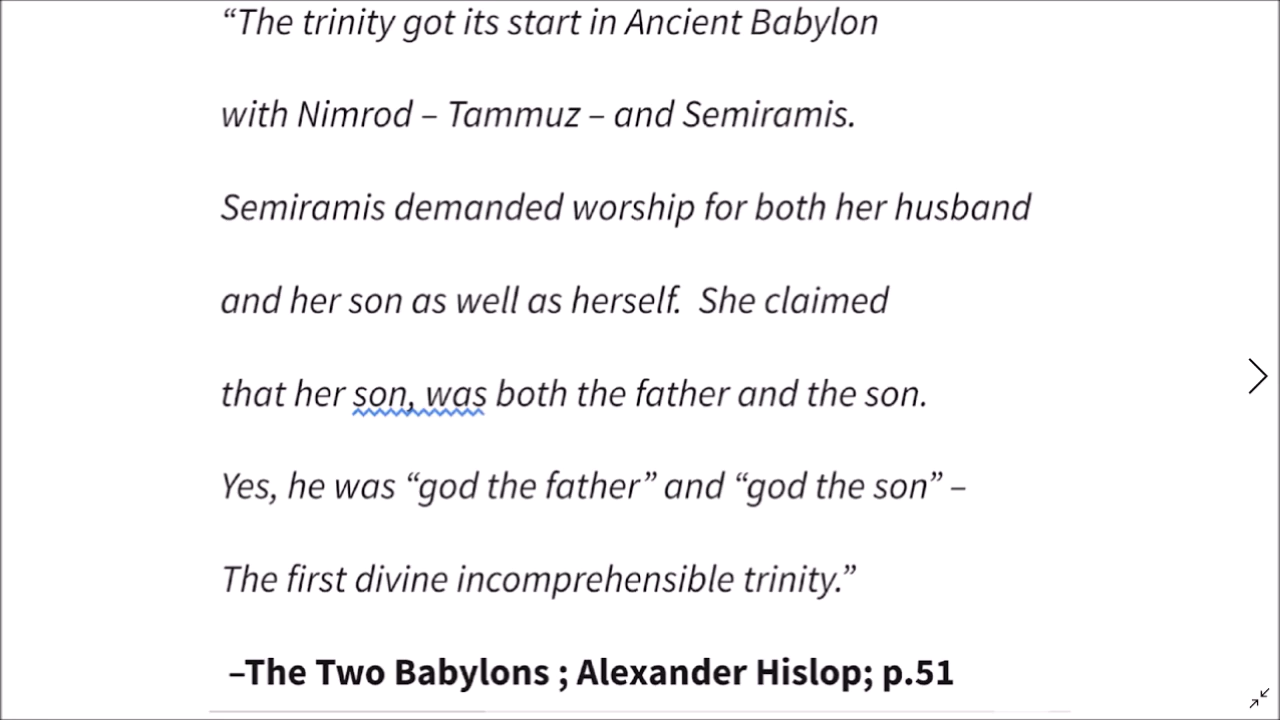 “The trinity got its start in Ancient Babylon
with Nimrod – Tammuz – and Semiramis.
Semiramis demanded worship for both her husband
and her son as well as herself.  She claimed
that her son, was both the father and the son.
Yes, he was “god the father” and “god the son” –
The first divine incomprehensible trinity.”
–The Two Babylons ; Alexander Hislop; p.51